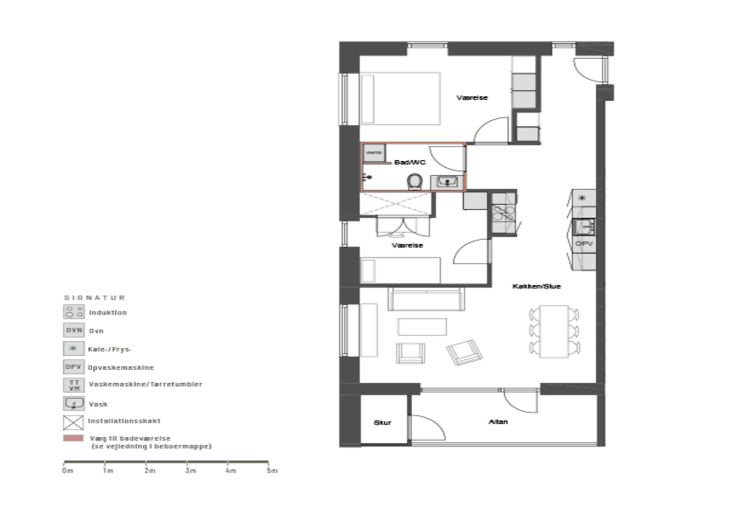 Værelse
Bad/WC
Værelse
OPV
Køkken/Stue
Skur
Altan
SIGNATUR
Induktion
OVN Ovn
Køle-/Frys-
OPV Opvaskemaskine
TT VM Vaskemaskine/Tørretumbler
Vask
Installationsskakt
Væg til badeværelse
(se vejledning i beboermappe)
0m 1m 2m 3m 4m 5m